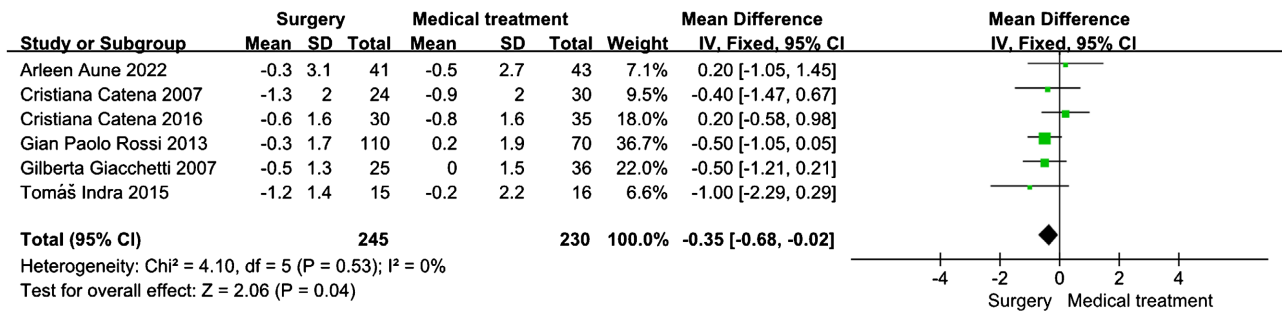 Surgery Medical treatment Mean Difference Mean Difference
Study or Subgroup Mean SD Total Mean SD Total Weight IV, Fixed, 95% CI IV, Fixed, 95% CI
Arleen Aune 2022 -0.3 3.1 41 -0.5 2.7 43 7.1% 0.20 [-1.05, 1.45]
Cristiana Catena 2007 -1.3 2 24 -0.9 2 30 9.5% -0.40 [-1.47, 0.67]
Cristiana Catena 2016 -0.6 1.6 30 -0.8 1.6 35 18.0% 0.20 [-0.58, 0.98]
Gian Paolo Rossi 2013 -0.3 1.7 110 0.2 1.9 70 36.7% -0.50 [-1.05, 0.05]
Gilberta Giacchetti 2007 -0.5 1.3 25 0 1.5 36 22.0% -0.50 [-1.21, 0.21]
Tomáš Indra 2015 -1.2 1.4 15 -0.2 2.2 16 6.6% -1.00 [-2.29, 0.29]
Total (95% CI) 245 230 100.0% -0.35 [-0.68, -0.02]
Heterogeneity: Chi² = 4.10, df = 5 (P = 0.53); I² = 0%
Test for overall effect: Z = 2.06 (P = 0.04)
-4 -2 0 2 4
Surgery Medical treatment